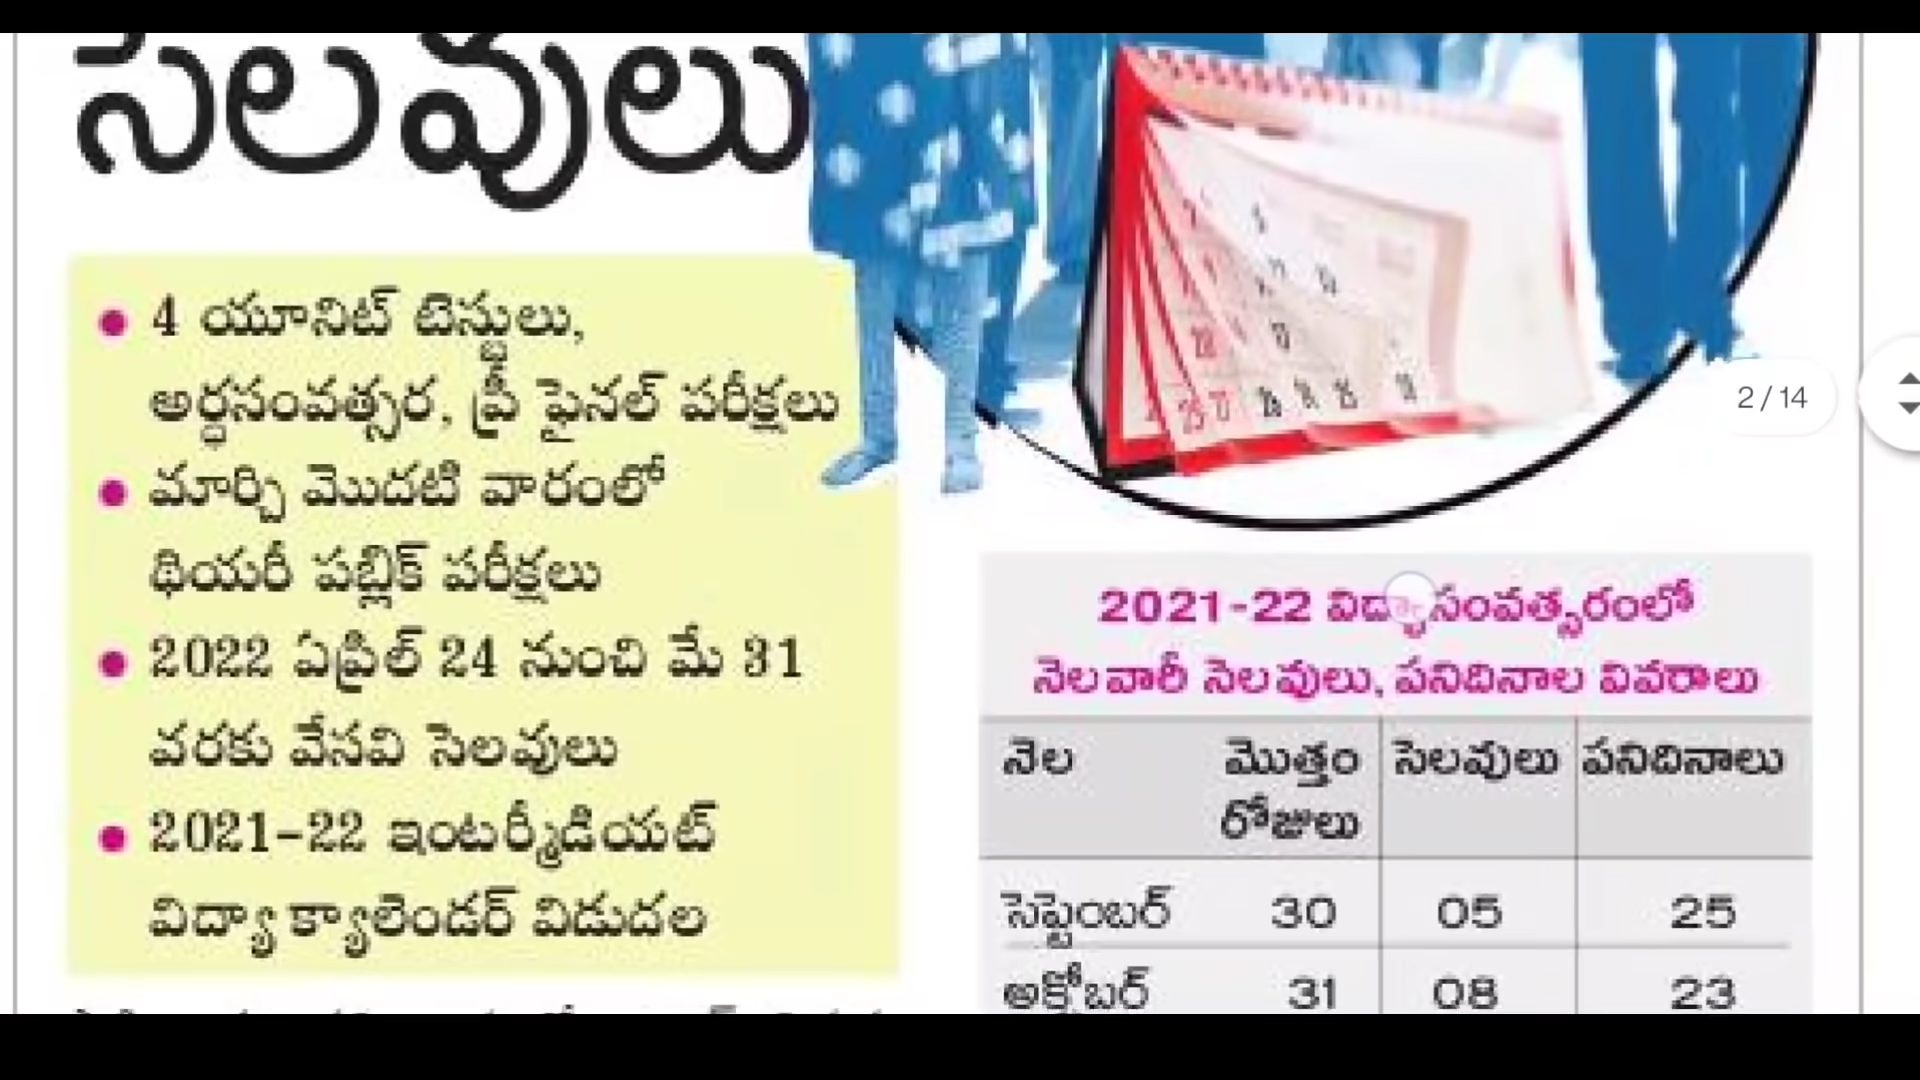 సెలవులు
• 4 యూనిట్ టెస్టులు,
అర్ధసంవత్సర, ప్రీ ఫైనల్ పరీక్షలు
• మార్చి మొదటి వారంలో
థియరీ పబ్లిక్ పరీక్షలు
• 2022 ఏప్రిల్ 24 నుంచి మే 31
వరకు వేసవి సెలవులు
• 2021-22 ఇంటర్మీడియట్
విద్యా క్యాలెండర్ విడుదల
2/14
2021-22 విద్యాసంవత్సరంలో
నెలవారీ సెలవులు, పనిదినాల వివరాలు
నెల మొత్తం రోజులు సెలవులు పనిదినాలు
సెప్టెంబర్ 30 05 25
అక్టోబర్ 31 08 23